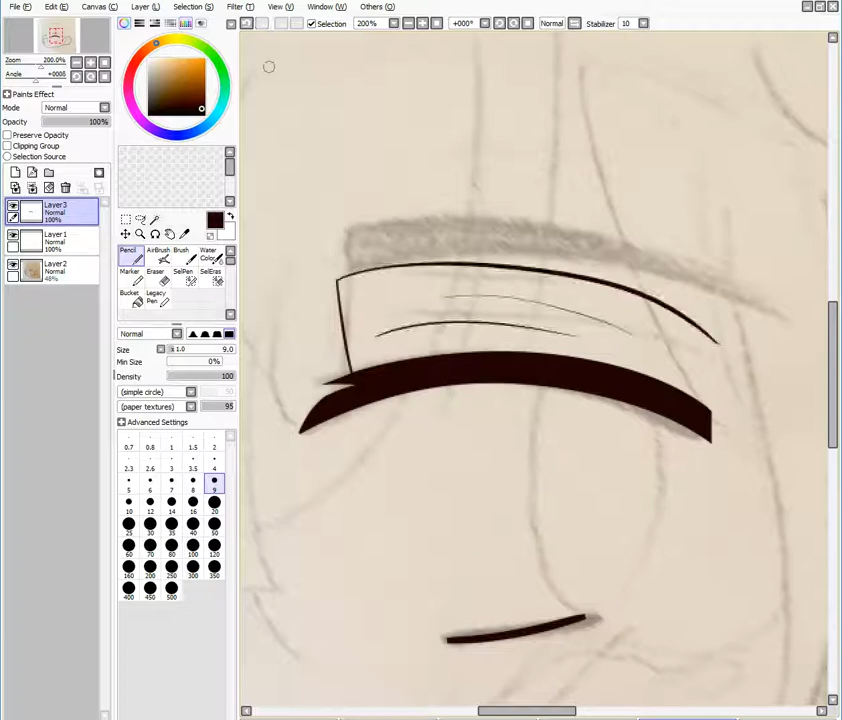 File (F) Edit (E) Canvas (C) Layer (L) Selection (S) Filter (T) View (V) Window (W) Others (O)
Selection 200% +000° Normal Stabilizer 10
Zoom 200.0%
Angle +000ß
Paints Effect
Mode Normal
Opacity 100%
Preserve Opacity
Clipping Group
Selection Source
Layer3
Normal
100%
Layer1
Normal
100%
Layer2
Normal
48%
Pencil AirBrush Brush Water Color
Marker Eraser SelPen SelEras
Bucket Legacy Pen
Normal
Size x 1.0 9.0
Min Size 0%
Density 100
(simple circle) 50
(paper textures) 95
Advanced Settings
0.7 0.8 1 1.5 2
2.3 2.6 3 3.5 4
5 6 7 8 9
10 12 14 16 20
25 30 35 40 50
60 70 80 100 120
160 200 250 300 350
400 450 500